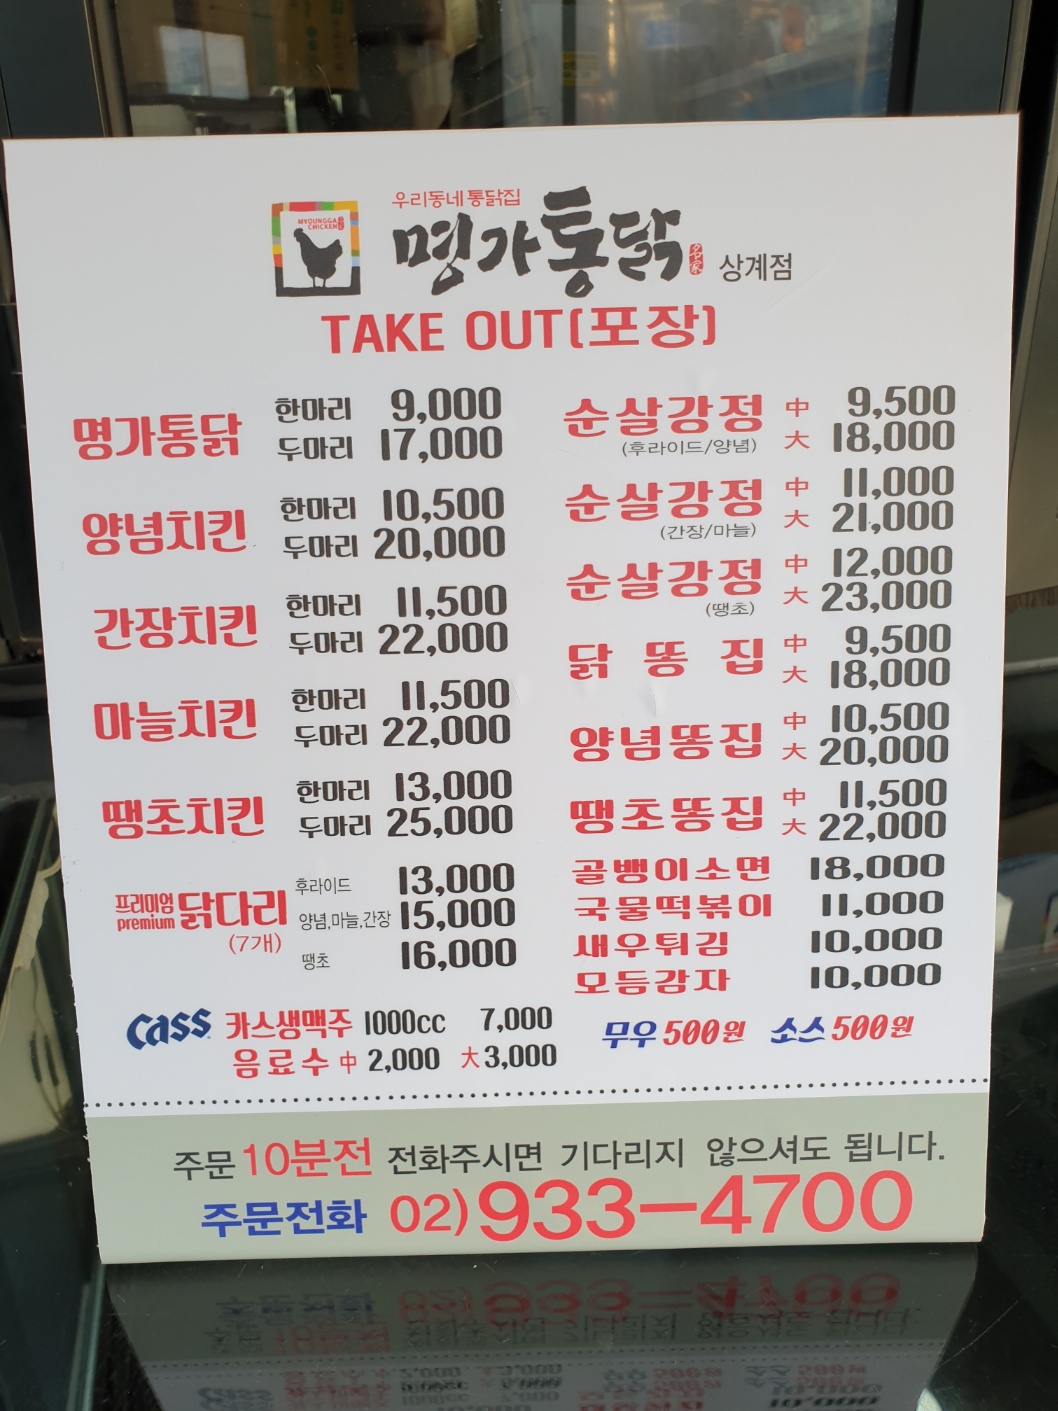 MYOUNGGA
CHICKEN
우리동네 통닭집
명가통닭 名家 상계점
TAKE OUT(포장)
명가통닭 한마리 9,000
두마리 17,000
양념치킨 한마리 10,500
두마리 20,000
간장치킨 한마리 11,500
두마리 22,000
마늘치킨 한마리 11,500
두마리 22,000
땡초치킨 한마리 13,000
두마리 25,000
프리미엄 premium 닭다리 (7개) 후라이드 13,000
양념,마늘,간장 15,000
땡초 16,000
순살강정 (후라이드/양념) 中 9,500
大 18,000
순살강정 (간장/마늘) 中 11,000
大 21,000
순살강정 (땡초) 中 12,000
大 23,000
닭똥집 中 9,500
大 18,000
양념똥집 中 10,500
大 20,000
땡초똥집 中 11,500
大 22,000
골뱅이소면 18,000
국물떡볶이 11,000
새우튀김 10,000
모듬감자 10,000
Cass 카스생맥주 1000cc 7,000
음료수 中 2,000 大 3,000
무우 500원 소스 500원
주문 10분전 전화주시면 기다리지 않으셔도 됩니다.
주문전화 02)933-4700